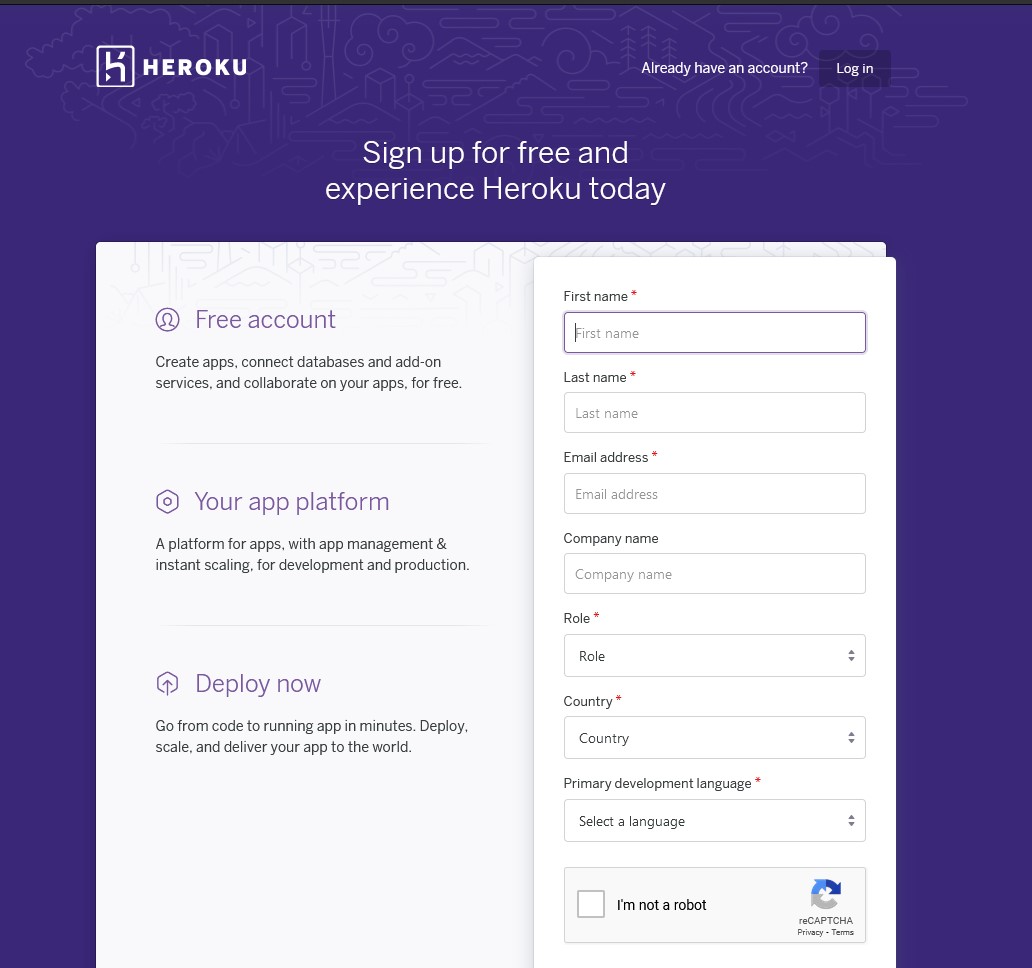 HEROKU
Already have an account?
Log in
Sign up for free and
experience Heroku today
Free account
Create apps, connect databases and add-on
services, and collaborate on your apps, for free.
Your app platform
A platform for apps, with app management &
instant scaling, for development and production.
Deploy now
Go from code to running app in minutes. Deploy,
scale, and deliver your app to the world.
First name *
First name
Last name *
Last name
Email address *
Email address
Company name
Company name
Role *
Role
Country *
Country
Primary development language *
Select a language
I'm not a robot
reCAPTCHA
Privacy - Terms